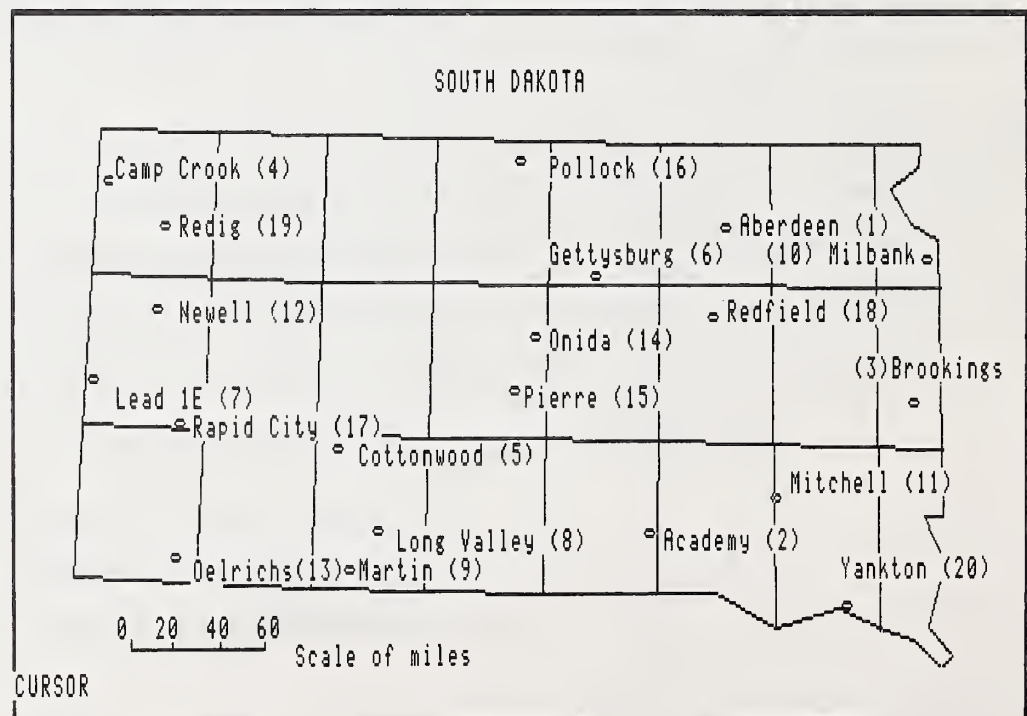 SOUTH DAKOTA
Camp Crook (4)
Pollock (16)
Redig (19)
Aberdeen (1)
Gettysburg (6)
(10) Milbank
Newell (12)
Redfield (18)
Onida (14)
(3)Brookings
Lead 1E (7)
Pierre (15)
Rapid City (17)
Cottonwood (5)
Mitchell (11)
Long Valley (8)
Academy (2)
Oelrichs(13)
Martin (9)
Yankton (20)
0 20 40 60
Scale of miles
CURSOR